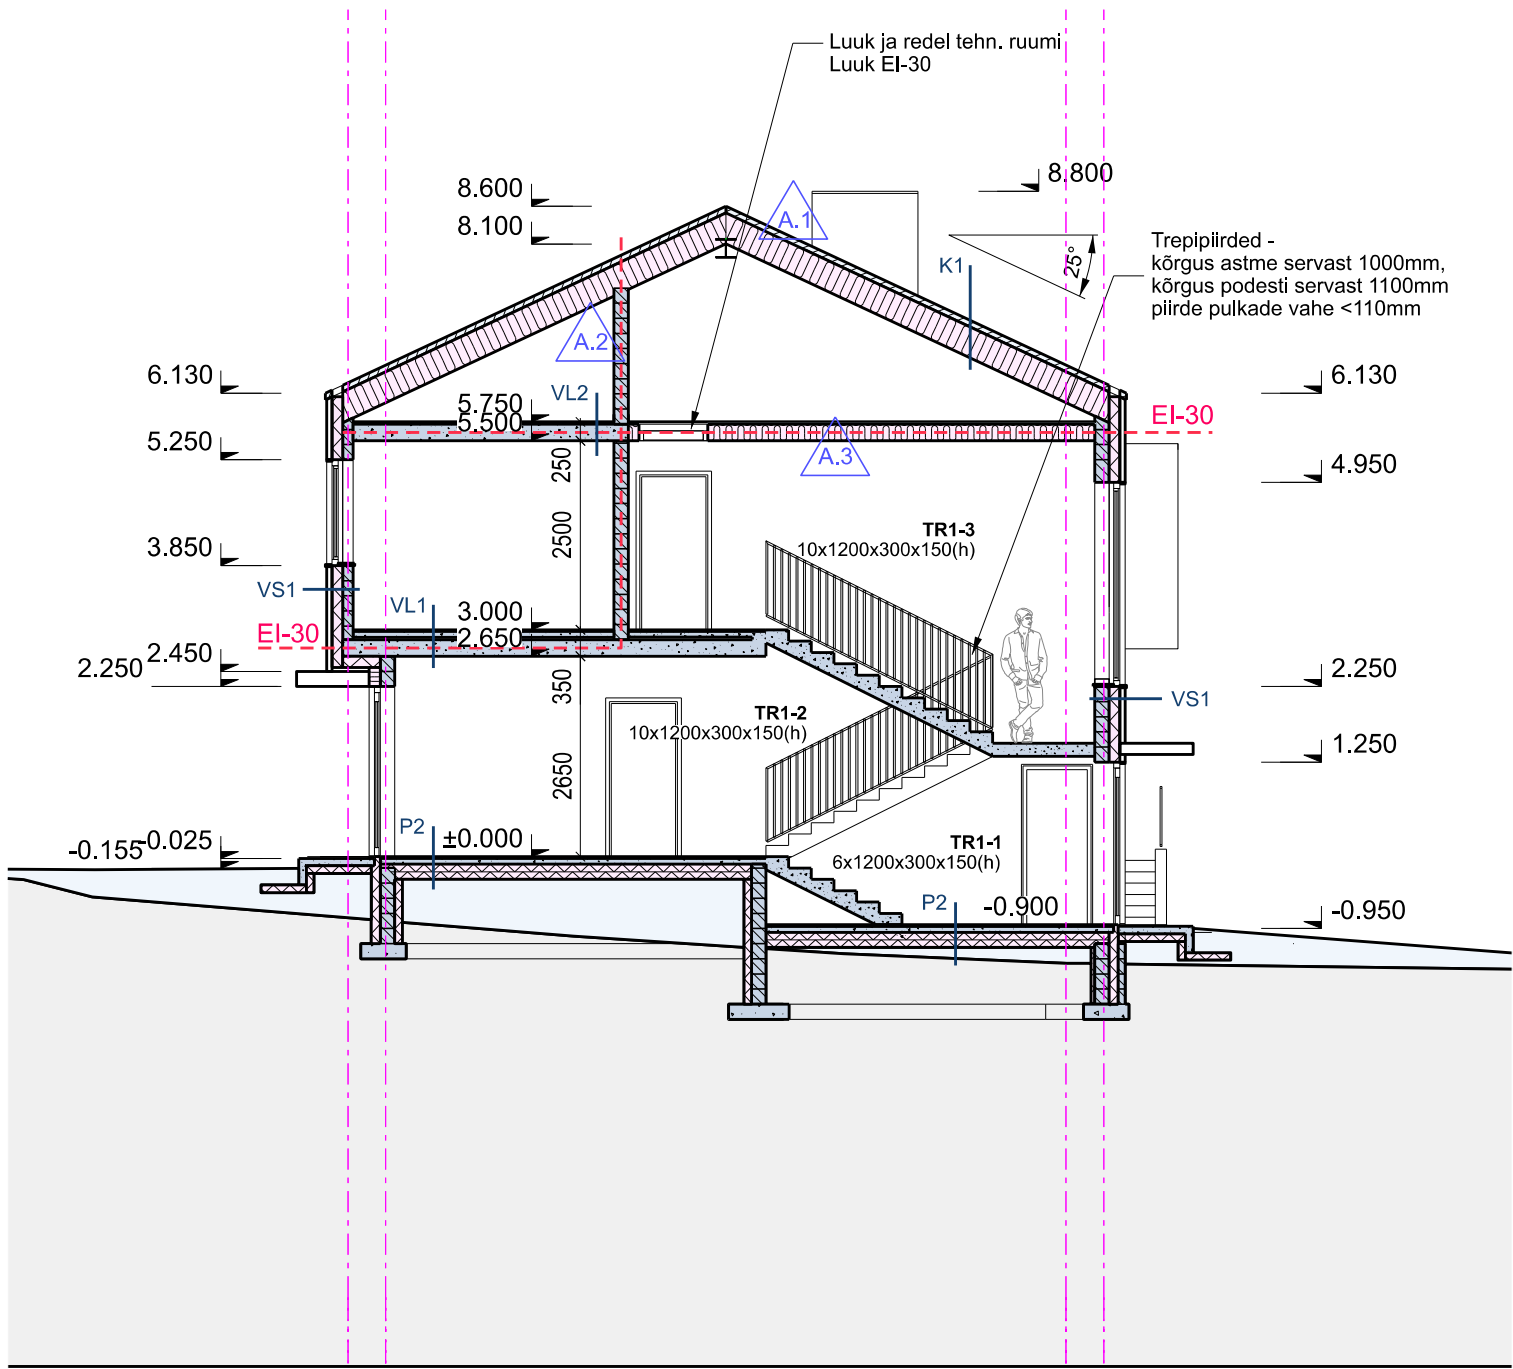 Luuk ja redel tehn. ruumi
Luuk EI-30
8.600
8.100
A.1
8.800
25°
K1
Trepipiirded -
kõrgus astme servast 1000mm,
kõrgus podesti servast 1100mm
piirde pulkade vahe <110mm
A.2
6.130
VL2
5.750
5.500
6.130
EI-30
5.250
250
A.3
4.950
3.850
2500
TR1-3
10x1200x300x150(h)
VS1
VL1
3.000
EI-30
2.650
2.450
2.250
350
2.250
VS1
TR1-2
10x1200x300x150(h)
1.250
2650
P2
±0.000
-0.025
-0.155
TR1-1
6x1200x300x150(h)
P2
-0.900
-0.950